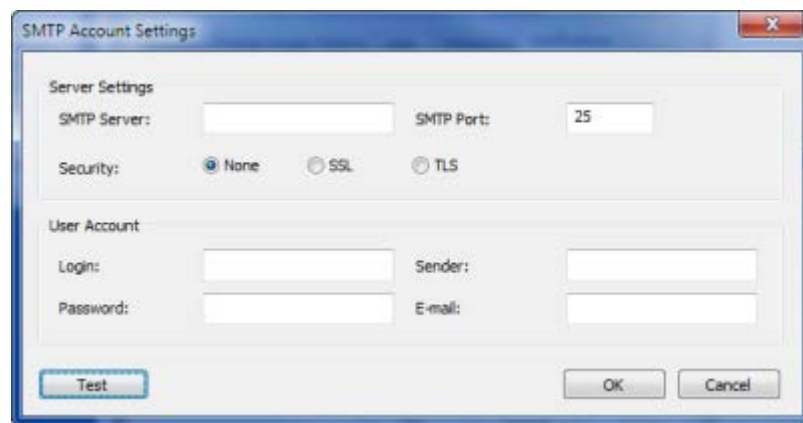 SMTP Account Settings
Server Settings
SMTP Server: SMTP Port: 25
Security: None SSL TLS
User Account
Login: Sender:
Password: E-mail:
Test OK Cancel